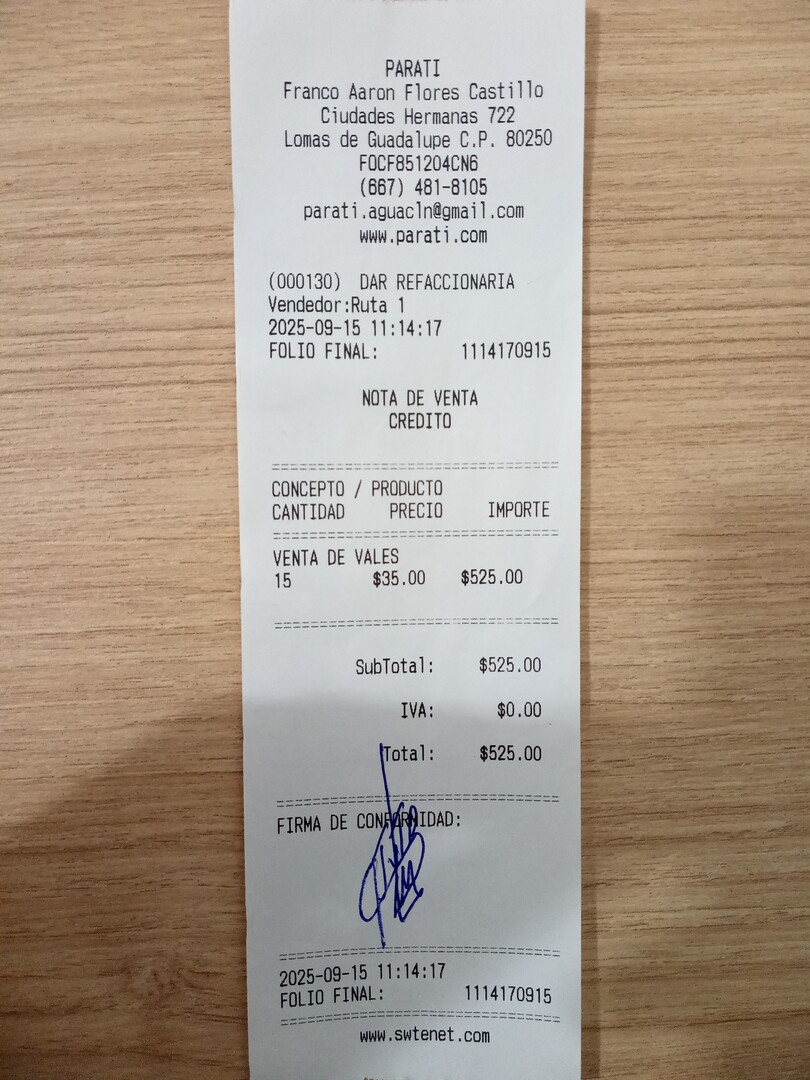 PARATI
Franco Aaron Flores Castillo
Ciudades Hermanas 722
Lomas de Guadalupe C.P. 80250
FOCF851204CN6
(667) 481-8105
parati.aguacln@gmail.com
www.parati.com
(000130) DAR REFACCIONARIA
Vendedor:Ruta 1
2025-09-15 11:14:17
FOLIO FINAL: 1114170915
NOTA DE VENTA
CREDITO
CONCEPTO / PRODUCTO
CANTIDAD PRECIO IMPORTE
VENTA DE VALES
15 $35.00 $525.00
SubTotal: $525.00
IVA: $0.00
Total: $525.00
FIRMA DE CONFORMIDAD:
2025-09-15 11:14:17
FOLIO FINAL: 1114170915
www.swtenet.com